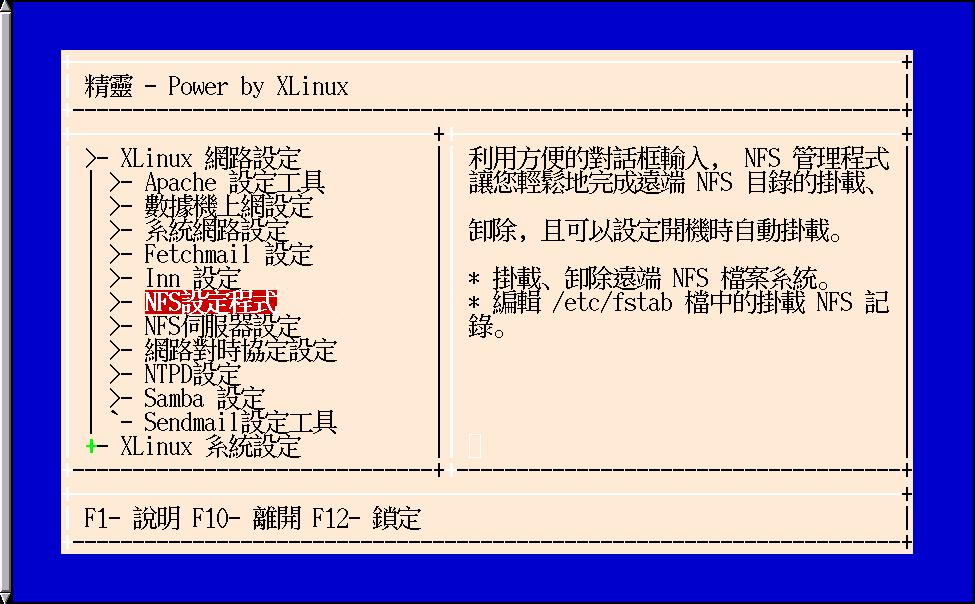 精靈 - Power by XLinux
XLinux 網路設定
Apache 設定工具
數據機上網設定
系統網路設定
Fetchmail 設定
Inn 設定
NFS設定程式
NFS伺服器設定
網路對時協定設定
NTPD設定
Samba 設定
Sendmail設定工具
XLinux 系統設定
利用方便的對話框輸入, NFS 管理程式
讓您輕鬆地完成遠端 NFS 目錄的掛載、
卸除, 且可以設定開機時自動掛載。
* 掛載、卸除遠端 NFS 檔案系統。
* 編輯 /etc/fstab 檔中的掛載 NFS 記
錄。
F1- 說明 F10- 離開 F12- 鎖定